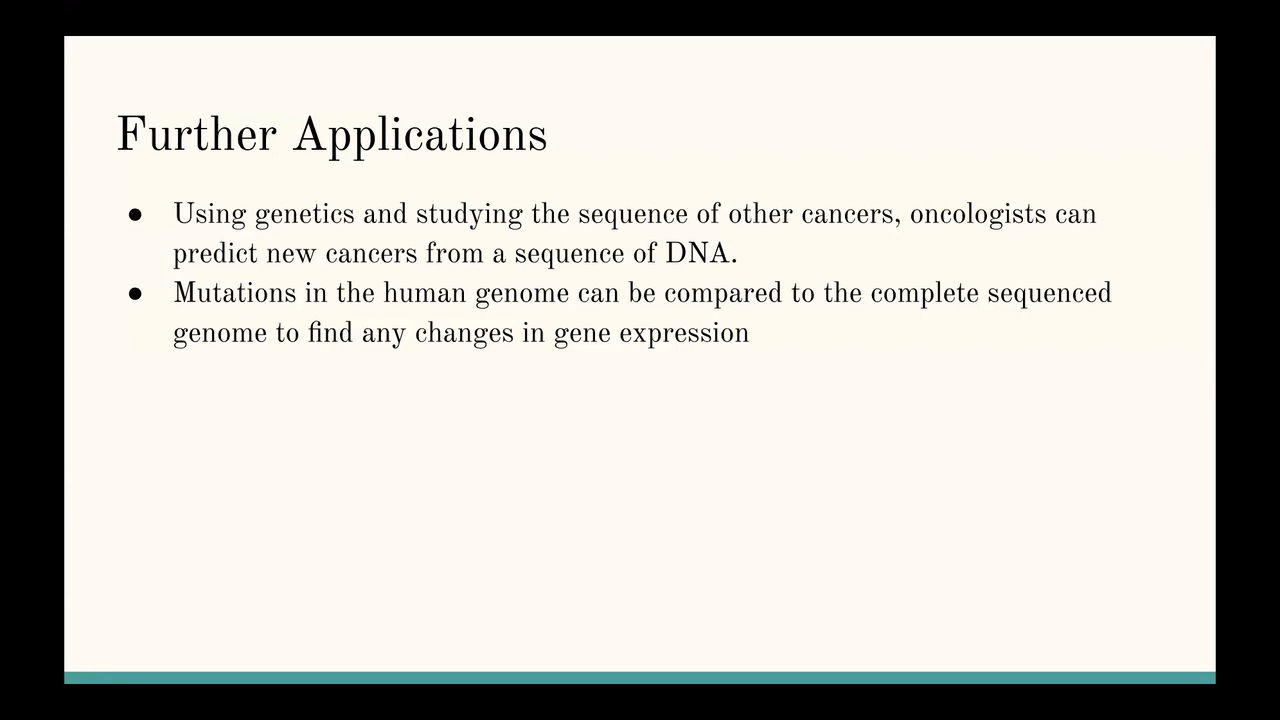 Further Applications
● Using genetics and studying the sequence of other cancers, oncologists can
predict new cancers from a sequence of DNA.
● Mutations in the human genome can be compared to the complete sequenced
genome to find any changes in gene expression